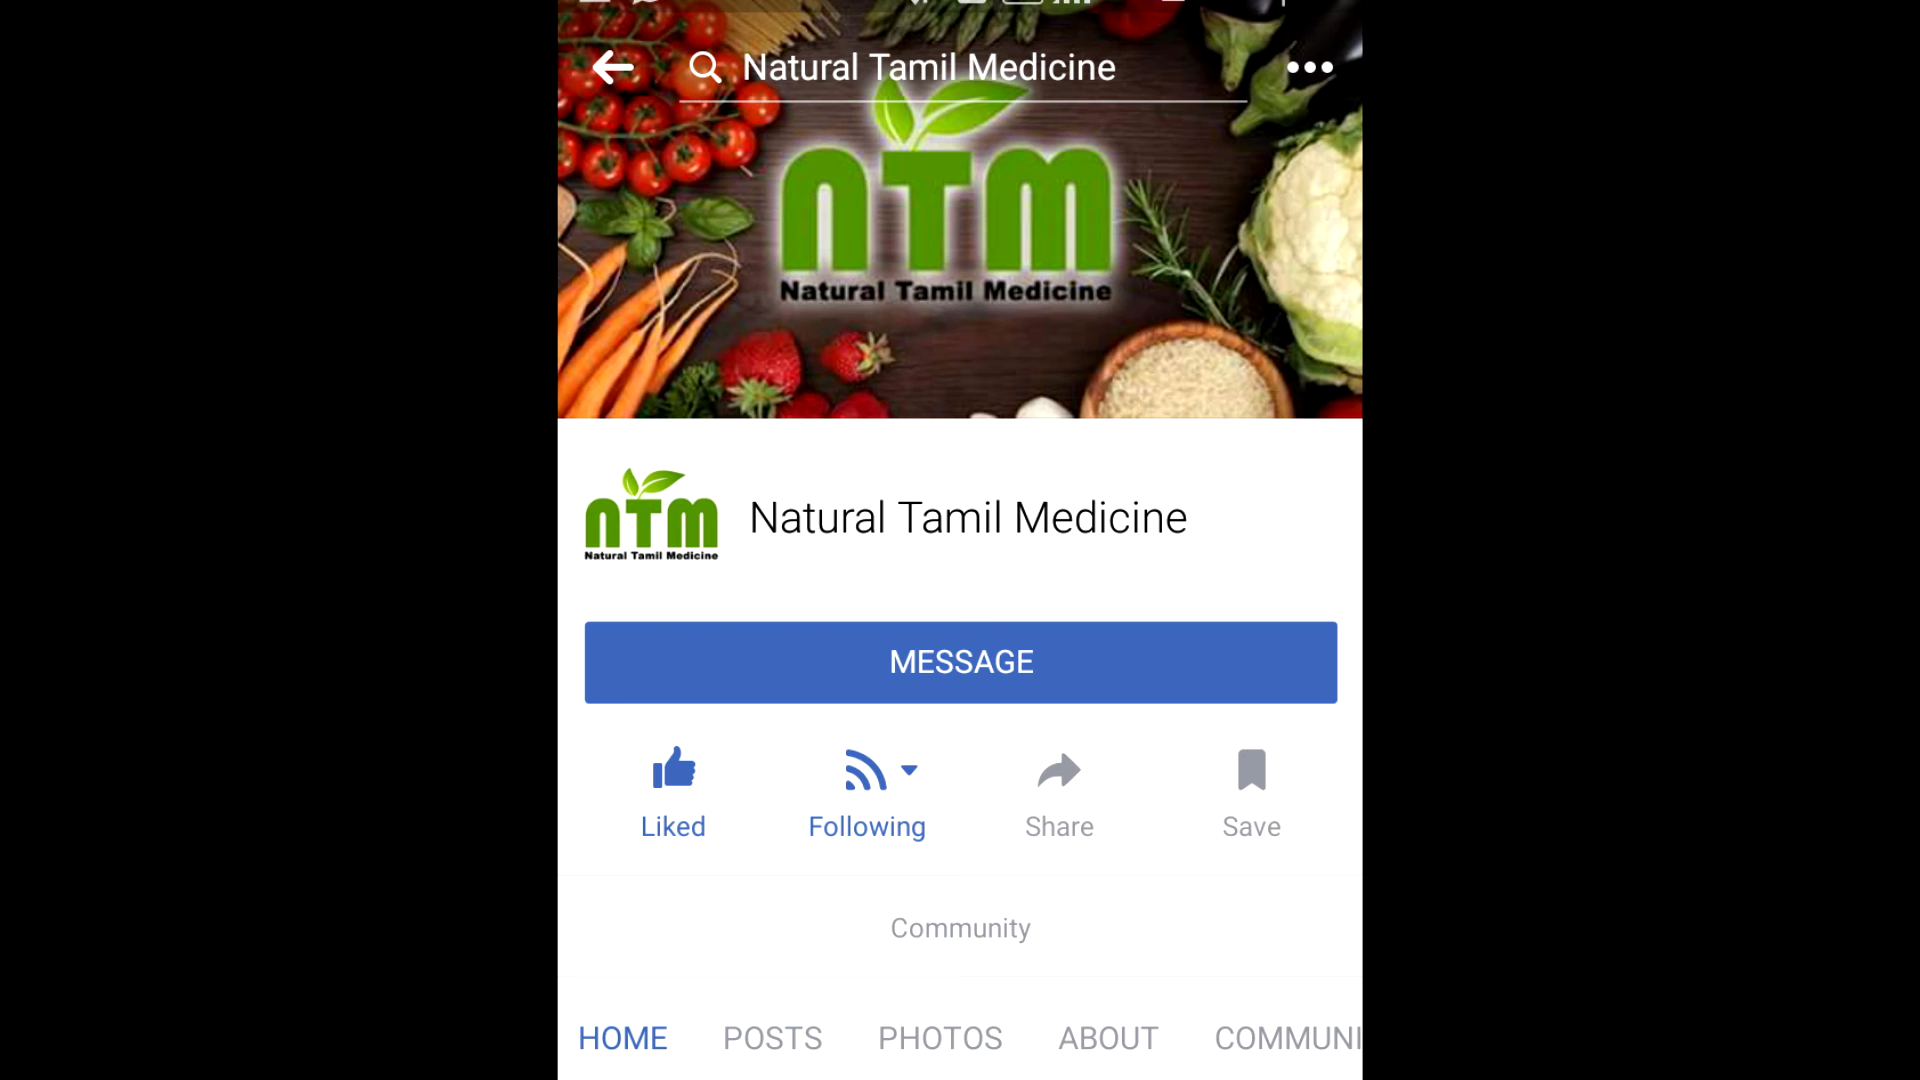 Natural Tamil Medicine
NTM
Natural Tamil Medicine
NTM
Natural Tamil Medicine
Natural Tamil Medicine
MESSAGE
Liked
Following
Share
Save
Community
HOME
POSTS
PHOTOS
ABOUT
COMMUNI